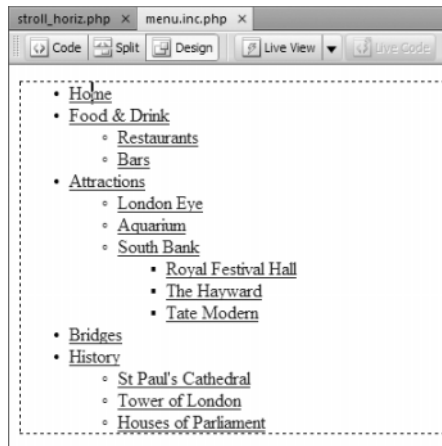 stroll_horiz.php × menu.inc.php ×
Code Split Design Live View Live Code
Home
Food & Drink
Restaurants
Bars
Attractions
London Eye
Aquarium
South Bank
Royal Festival Hall
The Hayward
Tate Modern
Bridges
History
St Paul's Cathedral
Tower of London
Houses of Parliament